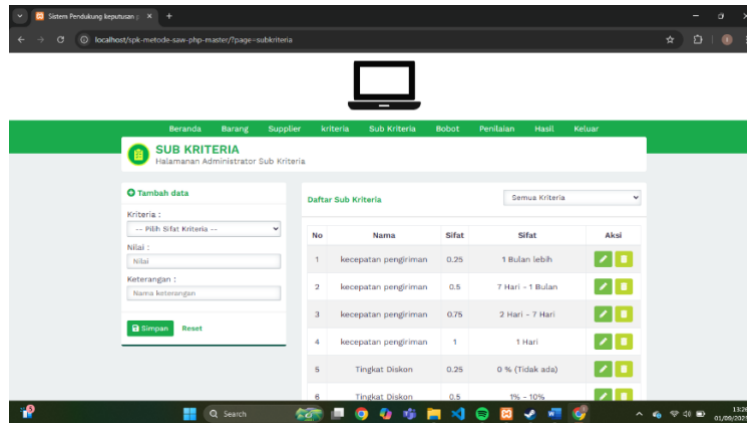 Sistem Pendukung keputusan p
localhost/spk-metode-saw-php-master/?page=subkriteria
Beranda Barang Supplier kriteria Sub Kriteria Bobot Penilaian Hasil Keluar
SUB KRITERIA
Halamanan Administrator Sub Kriteria
Tambah data
Kriteria :
-- Pilih Sifat Kriteria --
Nilai :
Nilai
Keterangan :
Nama keterangan
Simpan Reset
Daftar Sub Kriteria
Semua Kriteria
No Nama Sifat Sifat Aksi
1 kecepatan pengiriman 0.25 1 Bulan lebih
2 kecepatan pengiriman 0.5 7 Hari - 1 Bulan
3 kecepatan pengiriman 0.75 2 Hari - 7 Hari
4 kecepatan pengiriman 1 1 Hari
5 Tingkat Diskon 0.25 0 % (Tidak ada)
6 Tingkat Diskon 0.5 1% - 10%
Search